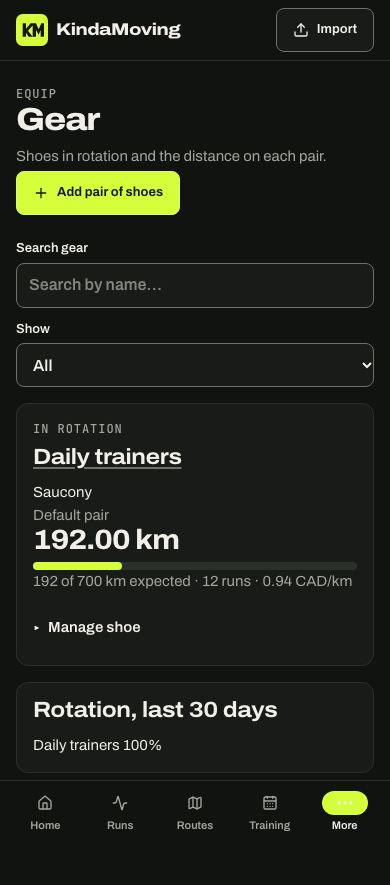 KM KindaMoving
Import
EQUIP
Gear
Shoes in rotation and the distance on each pair.
+ Add pair of shoes
Search gear
Search by name...
Show
All
IN ROTATION
Daily trainers
Saucony
Default pair
192.00 km
192 of 700 km expected · 12 runs · 0.94 CAD/km
▸ Manage shoe
Rotation, last 30 days
Daily trainers 100%
Home Runs Routes Training More